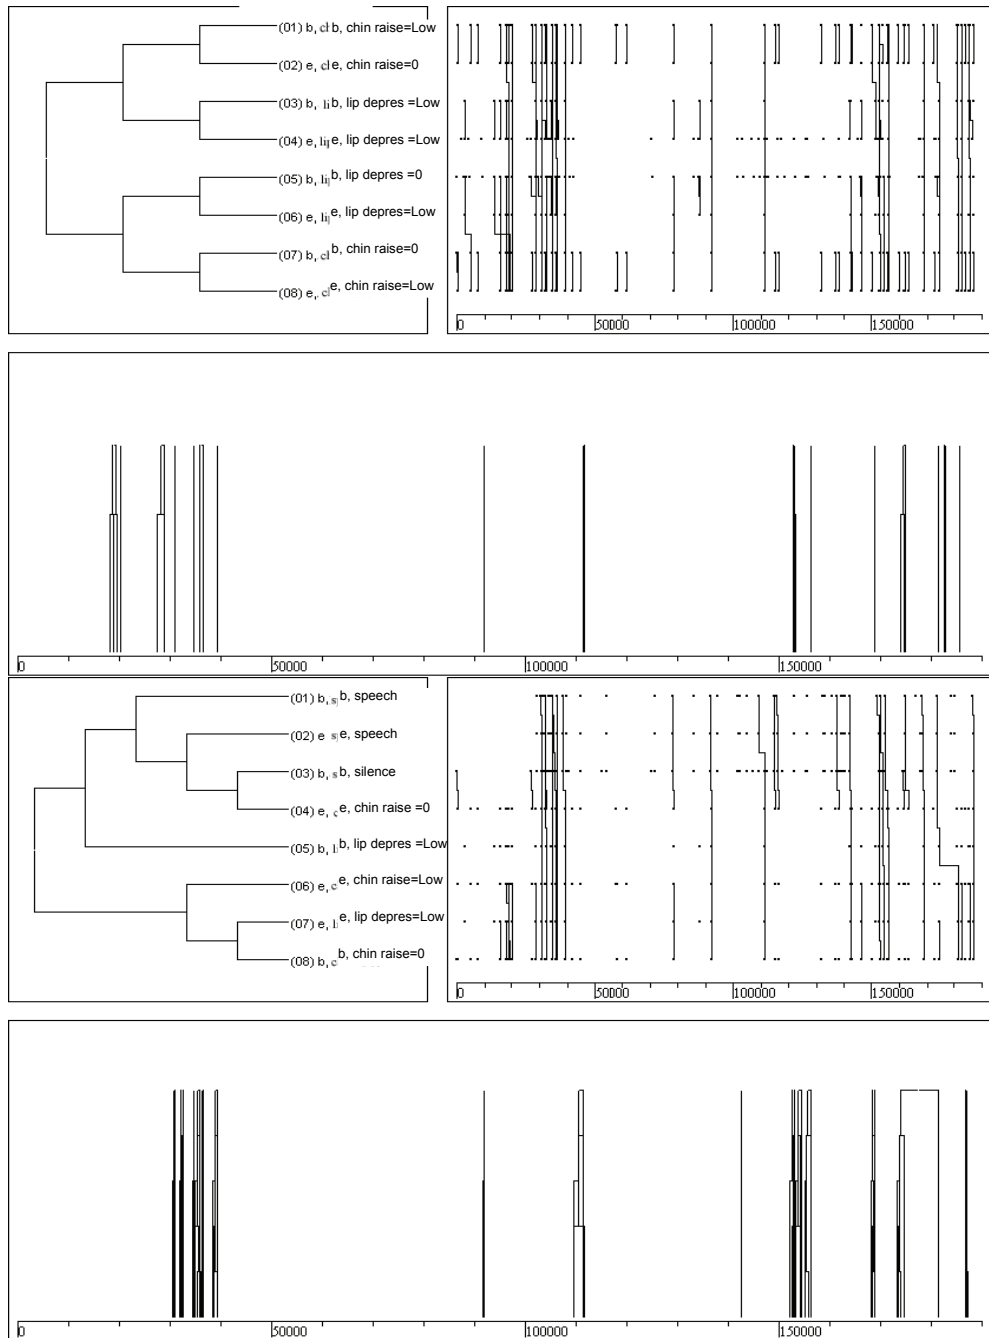 (01) b, b, chin raise=Low
(02) e, e, chin raise=0
(03) b, b, lip depres =Low
(04) e, e, lip depres =Low
(05) b, b, lip depres =0
(06) e, e, lip depres=Low
(07) b, b, chin raise=0
(08) e, e, chin raise=Low
0 50000 100000 150000
0 50000 100000 150000
(01) b, b, speech
(02) e e, speech
(03) b, b, silence
(04) e, e, chin raise =0
(05) b, b, lip depres =Low
(06) e, e, chin raise=Low
(07) e, e, lip depres=Low
(08) b, b, chin raise=0
0 50000 100000 150000
0 50000 100000 150000